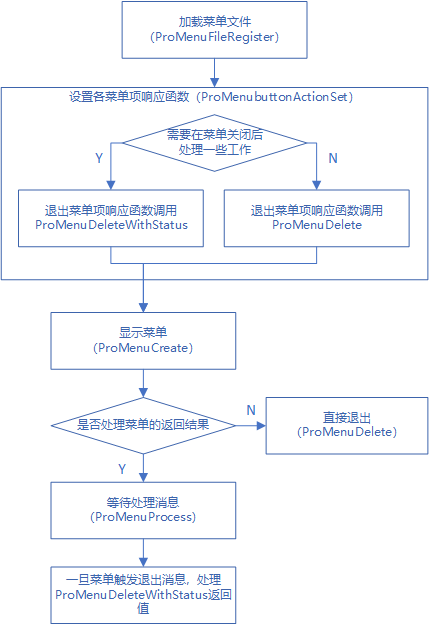 加载菜单文件
（ProMenuFileRegister）
设置各菜单项响应函数（ProMenubuttonActionSet）
需要在菜单关闭后
处理一些工作
Y
N
退出菜单项响应函数调用
ProMenuDeleteWithStatus
退出菜单项响应函数调用
ProMenuDelete
显示菜单
（ProMenuCreate）
是否处理菜单的返回结果
N
直接退出
（ProMenuDelete）
Y
等待处理消息
（ProMenuProcess）
一旦菜单触发退出消息，处理
ProMenuDeleteWithStatus返回
值